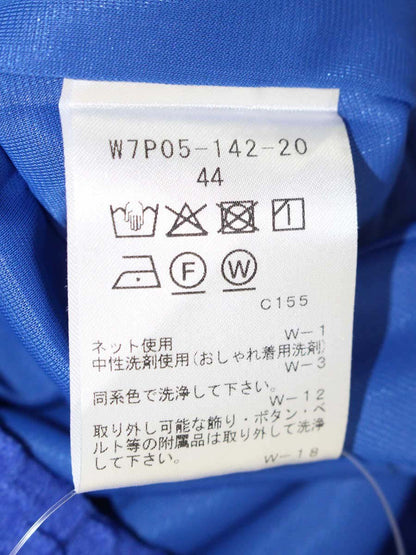 W7P05-142-20
44
F W
C155
ネット使用 W-1
中性洗剤使用(おしゃれ着用洗剤)
W-3
同系色で洗浄して下さい。
W-12
取り外し可能な飾り・ボタン・ベ
ルト等の附属品は取り外して洗浄
して下さい。
W-18